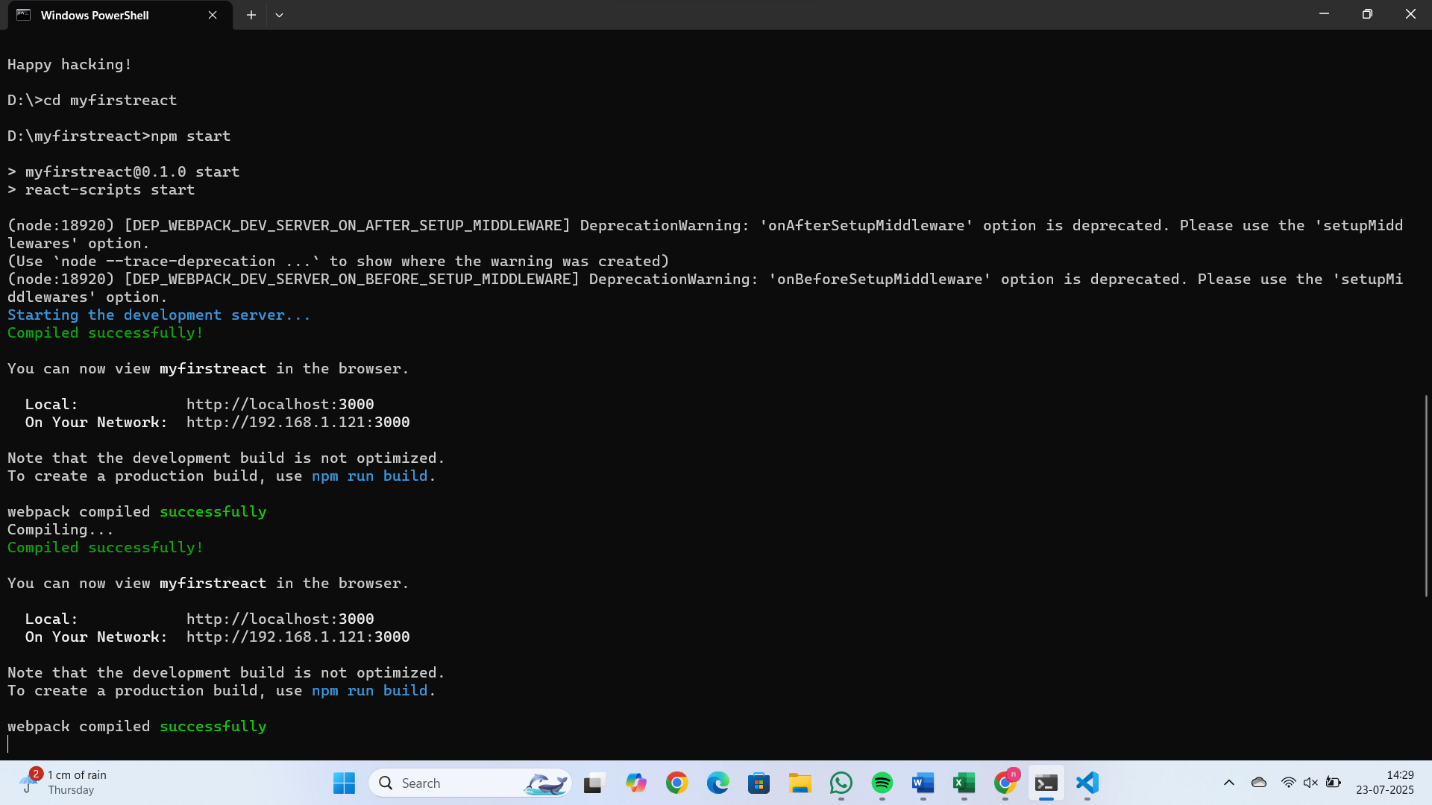 Windows PowerShell
Happy hacking!
D:\>cd myfirstreact
D:\myfirstreact>npm start
> myfirstreact@0.1.0 start
> react-scripts start
(node:18920) [DEP_WEBPACK_DEV_SERVER_ON_AFTER_SETUP_MIDDLEWARE] DeprecationWarning: 'onAfterSetupMiddleware' option is deprecated. Please use the 'setupMidd
lewares' option.
(Use `node --trace-deprecation ...` to show where the warning was created)
(node:18920) [DEP_WEBPACK_DEV_SERVER_ON_BEFORE_SETUP_MIDDLEWARE] DeprecationWarning: 'onBeforeSetupMiddleware' option is deprecated. Please use the 'setupMi
ddlewares' option.
Starting the development server...
Compiled successfully!
You can now view myfirstreact in the browser.
Local: http://localhost:3000
On Your Network: http://192.168.1.121:3000
Note that the development build is not optimized.
To create a production build, use npm run build.
webpack compiled successfully
Compiling...
Compiled successfully!
You can now view myfirstreact in the browser.
Local: http://localhost:3000
On Your Network: http://192.168.1.121:3000
Note that the development build is not optimized.
To create a production build, use npm run build.
webpack compiled successfully
2
1 cm of rain
Thursday
Search
n
14:29
23-07-2025